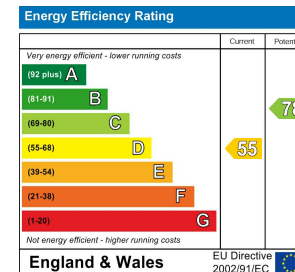 Energy Efficiency Rating
Current
Very energy efficient - lower running costs
(92 plus) A
(81-91) B
(69-80) C
(55-68) D
55
(39-54) E
(21-38) F
(1-20) G
Not energy efficient - higher running costs
England & Wales
EU Directive
2002/91/EC